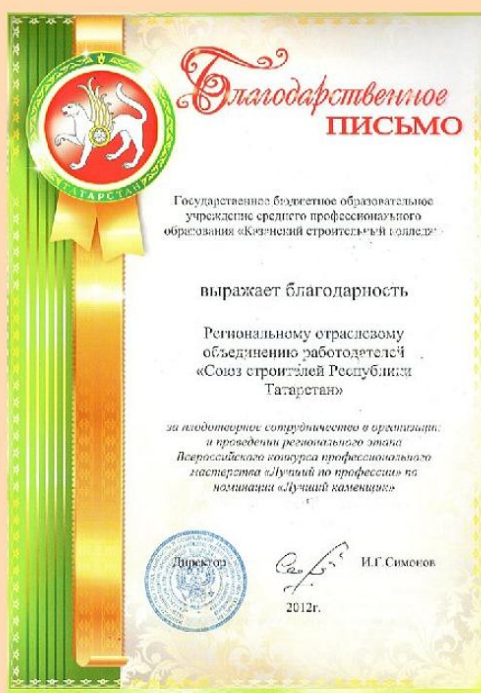 Благодарственное
ПИСЬМО
ТАТАРСТАН
Государственное бюджетное образовательное
учреждение среднего профессионального
образования «Казанский строительный колледж»
выражает благодарность
Региональному отраслевому
объединению работодателей
«Союз строителей Республики
Татарстан»
за плодотворное сотрудничество в организации
и проведении регионального этапа
Всероссийского конкурса профессионального
мастерства «Лучший по профессии» по
номинации «Лучший каменщик»
Директор
И.Г.Симонов
2012г.